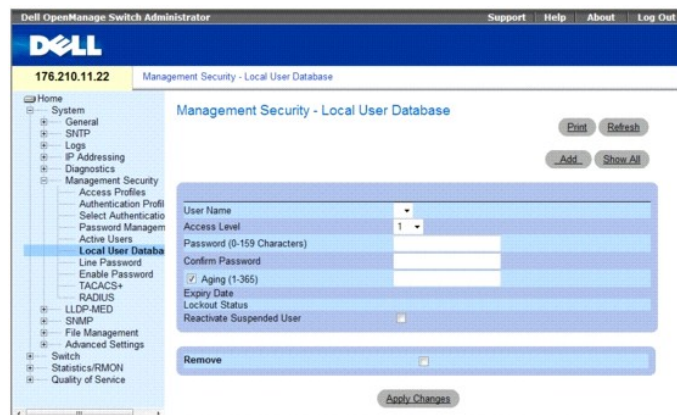 Dell OpenManage Switch Administrator Support Help About Log Out
DELL
176.210.11.22 Management Security - Local User Database
Home
System
General
SNTP
Logs
IP Addressing
Diagnostics
Management Security
Access Profiles
Authentication Profil
Select Authenticatio
Password Managem
Active Users
Local User Databa
Line Password
Enable Password
TACACS+
RADIUS
LLDP-MED
SNMP
File Management
Advanced Settings
Switch
Statistics/RMON
Quality of Service
Management Security - Local User Database
Print Refresh
Add Show All
User Name
Access Level 1
Password (0-159 Characters)
Confirm Password
Aging (1-365)
Expiry Date
Lockout Status
Reactivate Suspended User
Remove
Apply Changes